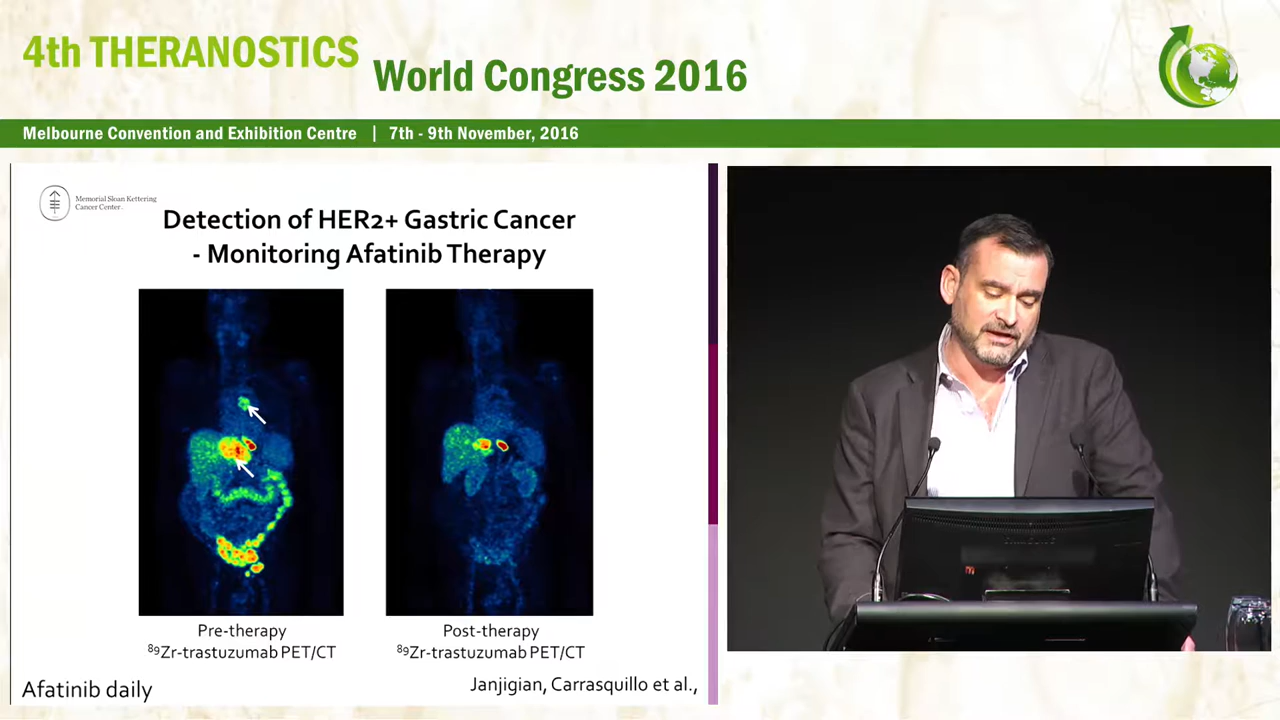 4th THERANOSTICS
World Congress 2016
Melbourne Convention and Exhibition Centre | 7th - 9th November, 2016
Memorial Sloan Kettering
Cancer Center
Detection of HER2+ Gastric Cancer
- Monitoring Afatinib Therapy
Pre-therapy
⁸⁹Zr-trastuzumab PET/CT
Post-therapy
⁸⁹Zr-trastuzumab PET/CT
Afatinib daily
Janjigian, Carrasquillo et al.,
SAMSUNG